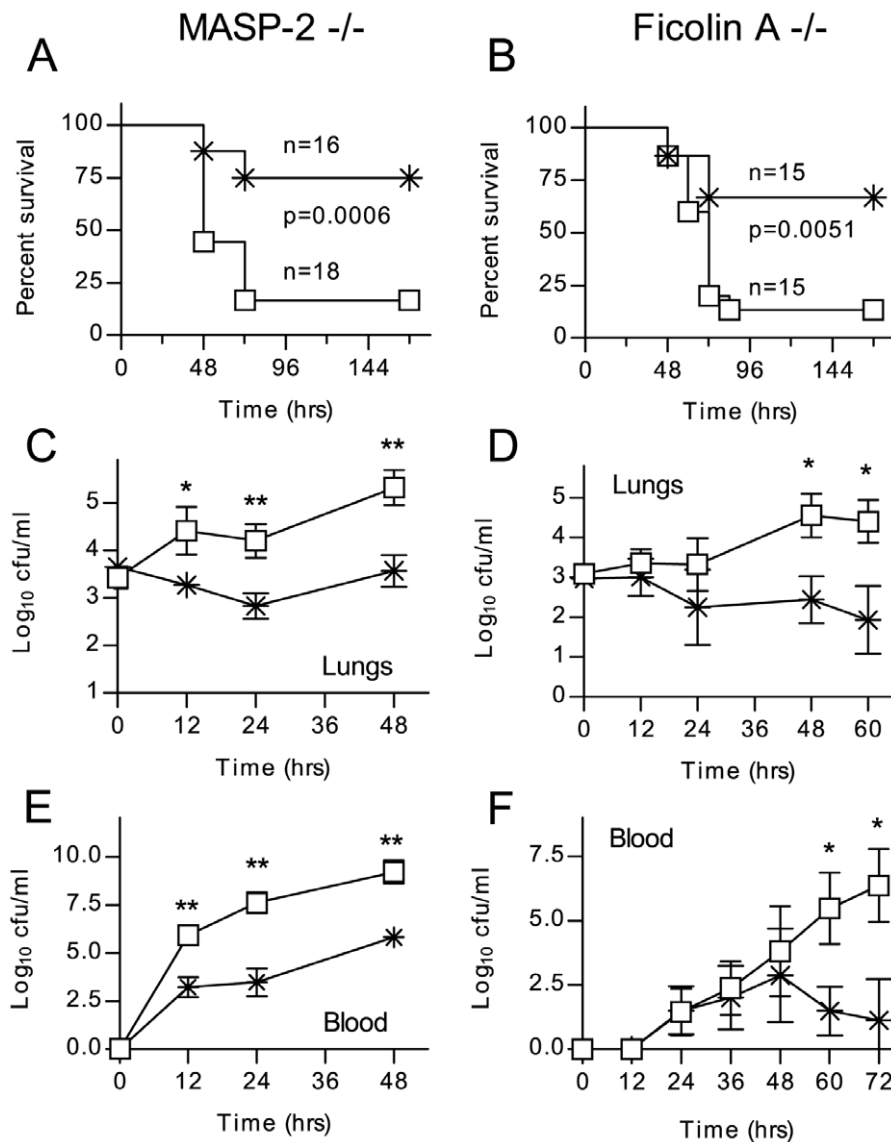 MASP-2 -/-
Ficolin A -/-
A
Percent survival
100
75
50
25
0
n=16
p=0.0006
n=18
0 48 96 144
Time (hrs)
B
Percent survival
100
75
50
25
0
n=15
p=0.0051
n=15
0 48 96 144
Time (hrs)
C
Log10 cfu/ml
5
4
3
2
1
* ** **
Lungs
0 12 24 36 48
Time (hrs)
D
Log10 cfu/ml
5
4
3
2
1
0
Lungs
* *
0 12 24 36 48 60
Time (hrs)
E
Log10 cfu/ml
10.0
7.5
5.0
2.5
0.0
** ** **
Blood
0 12 24 36 48
Time (hrs)
F
Log10 cfu/ml
7.5
5.0
2.5
0.0
Blood
* *
0 12 24 36 48 60 72
Time (hrs)